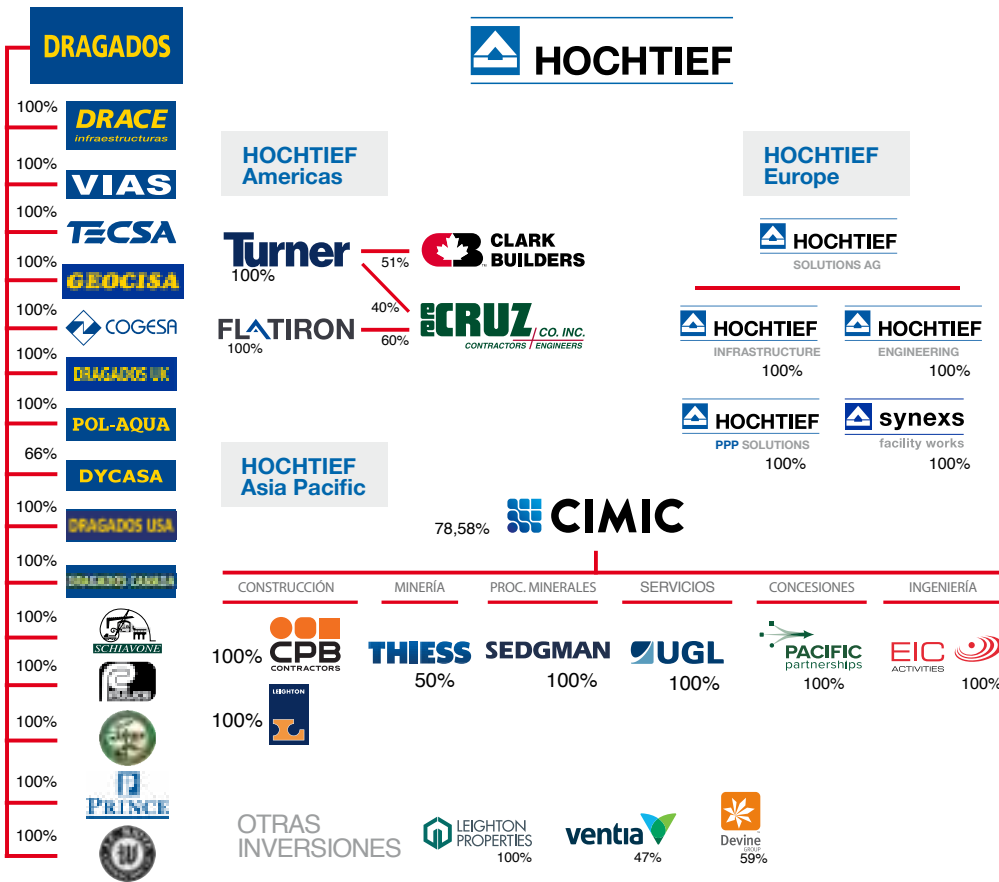 DRAGADOS
100%
DRACE
infraestructuras
100%
VIAS
100%
TECSA
100%
GEOCISA
100%
COGESA
100%
DRAGADOS UK
100%
POL-AQUA
66%
DYCASA
100%
DRAGADOS USA
100%
DRAGADOS CANADA
100%
SCHIAVONE
100%
100%
100%
PRINCE
100%
HOCHTIEF
HOCHTIEF
Americas
Turner
100%
51%
CLARK
BUILDERS
40%
FLATIRON
100%
60%
eeCRUZ
/ CO. INC.
CONTRACTORS / ENGINEERS
HOCHTIEF
Europe
HOCHTIEF
SOLUTIONS AG
HOCHTIEF
INFRASTRUCTURE
100%
HOCHTIEF
ENGINEERING
100%
HOCHTIEF
PPP SOLUTIONS
100%
synexs
facility works
100%
HOCHTIEF
Asia Pacific
78,58%
CIMIC
CONSTRUCCIÓN
MINERÍA
PROC. MINERALES
SERVICIOS
CONCESIONES
INGENIERÍA
100%
CPB
CONTRACTORS
THIESS
50%
SEDGMAN
100%
UGL
100%
PACIFIC
partnerships
100%
EIC
ACTIVITIES
100%
100%
LEIGHTON
L
OTRAS
INVERSIONES
LEIGHTON
PROPERTIES
100%
ventia
47%
Devine
GROUP
59%